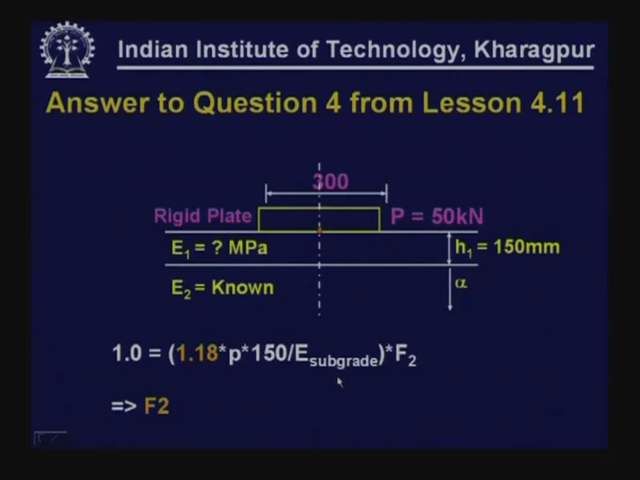 Indian Institute of Technology, Kharagpur
Answer to Question 4 from Lesson 4.11
300
Rigid Plate P = 50kN
E₁ = ? MPa h₁ = 150mm
E₂ = Known α
1.0 = (1.18*p*150/Esubgrade)*F₂
=> F2